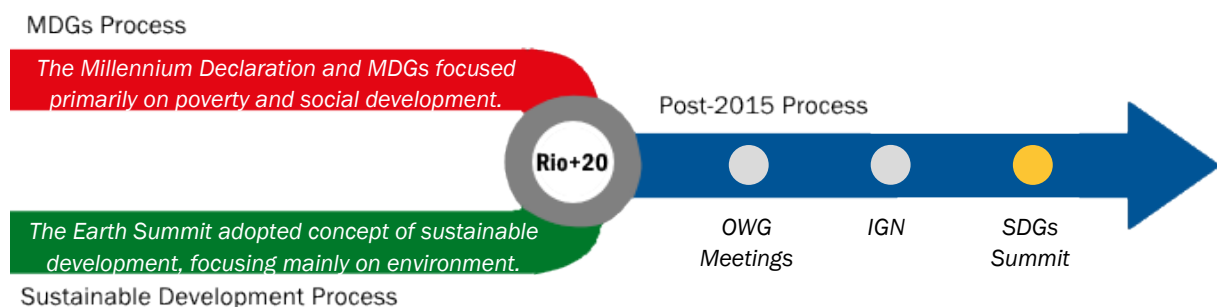 MDGs Process
The Millennium Declaration and MDGs focused
primarily on poverty and social development.
Rio+20
Post-2015 Process
OWG
Meetings
IGN
SDGs
Summit
The Earth Summit adopted concept of sustainable
development, focusing mainly on environment.
Sustainable Development Process